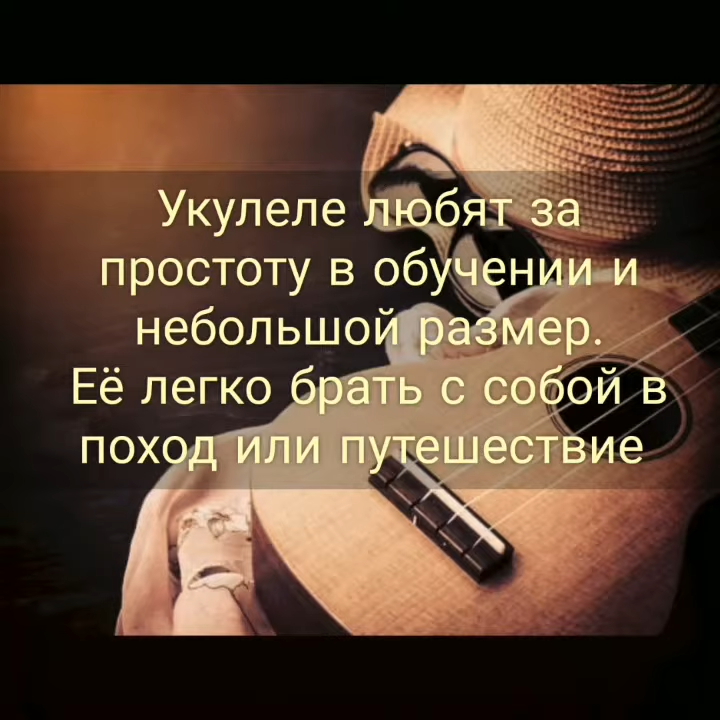 Укулеле любят за
простоту в обучении и
небольшой размер.
Её легко брать с собой в
поход или путешествие